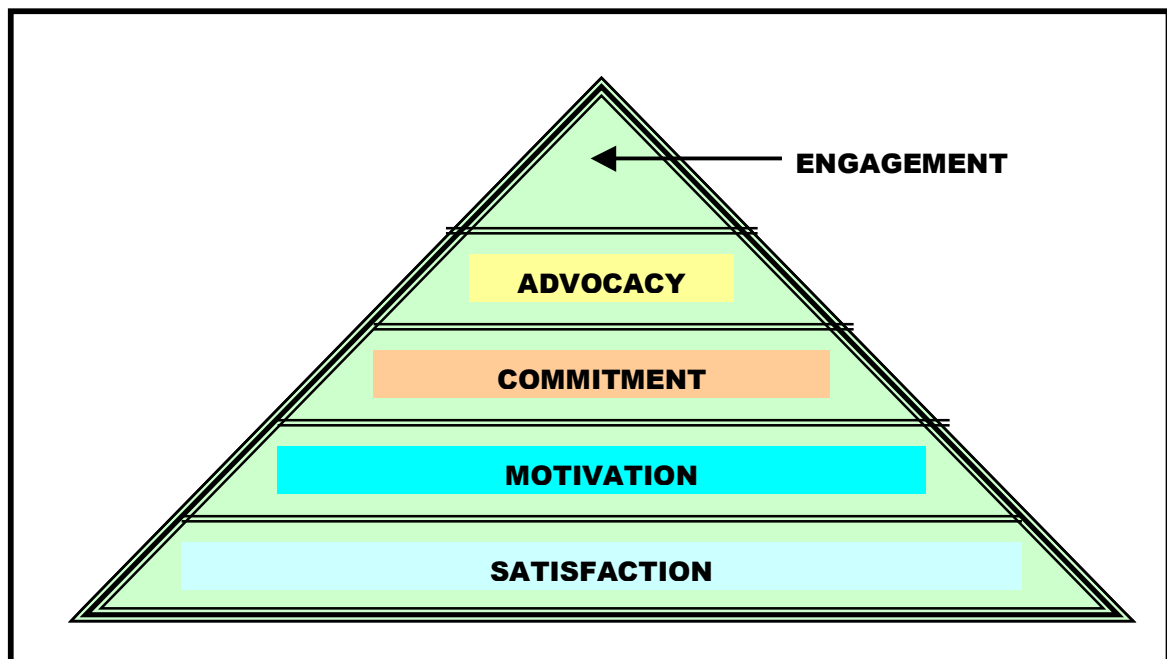 ENGAGEMENT
ADVOCACY
COMMITMENT
MOTIVATION
SATISFACTION